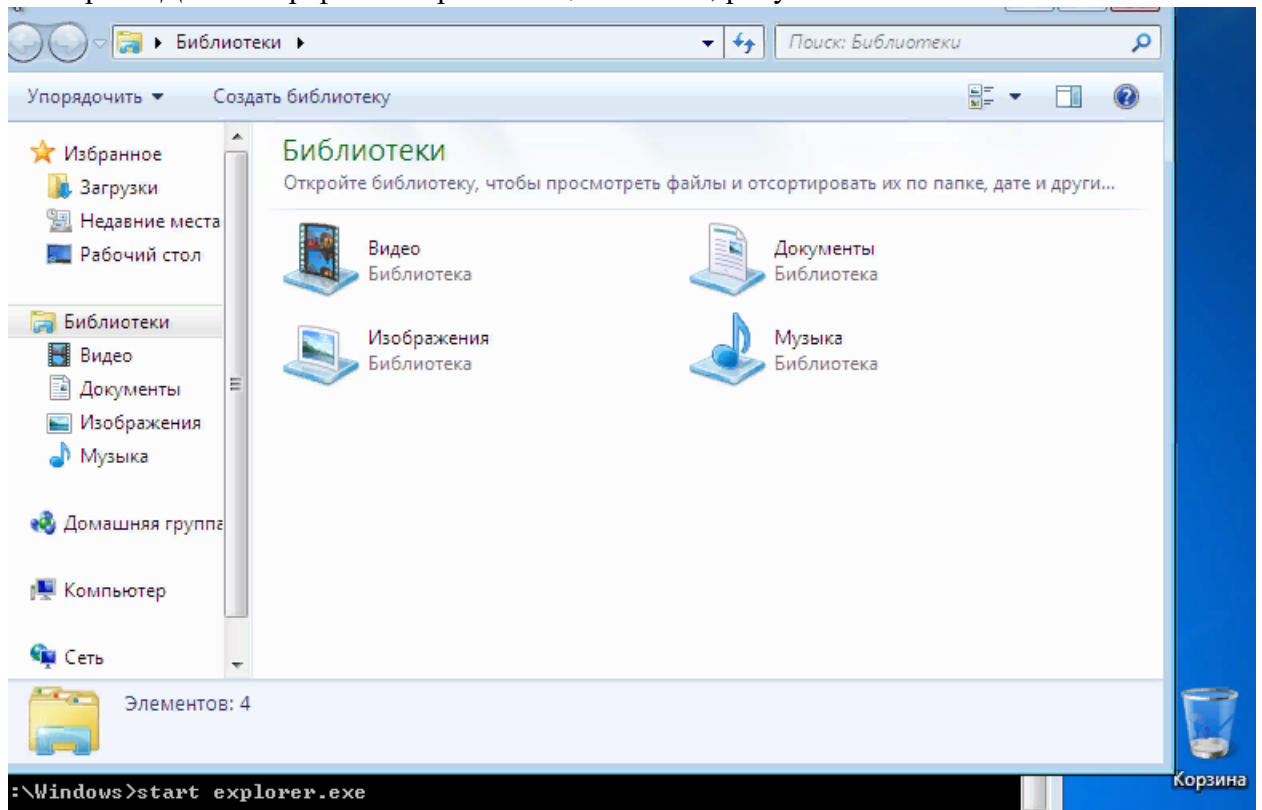 Библиотеки
Поиск: Библиотеки
Упорядочить
Создать библиотеку
Избранное
Загрузки
Недавние места
Рабочий стол
Библиотеки
Видео
Документы
Изображения
Музыка
Домашняя группа
Компьютер
Сеть
Библиотеки
Откройте библиотеку, чтобы просмотреть файлы и отсортировать их по папке, дате и други...
Видео
Библиотека
Документы
Библиотека
Изображения
Библиотека
Музыка
Библиотека
Элементов: 4
Корзина
:\Windows>start explorer.exe